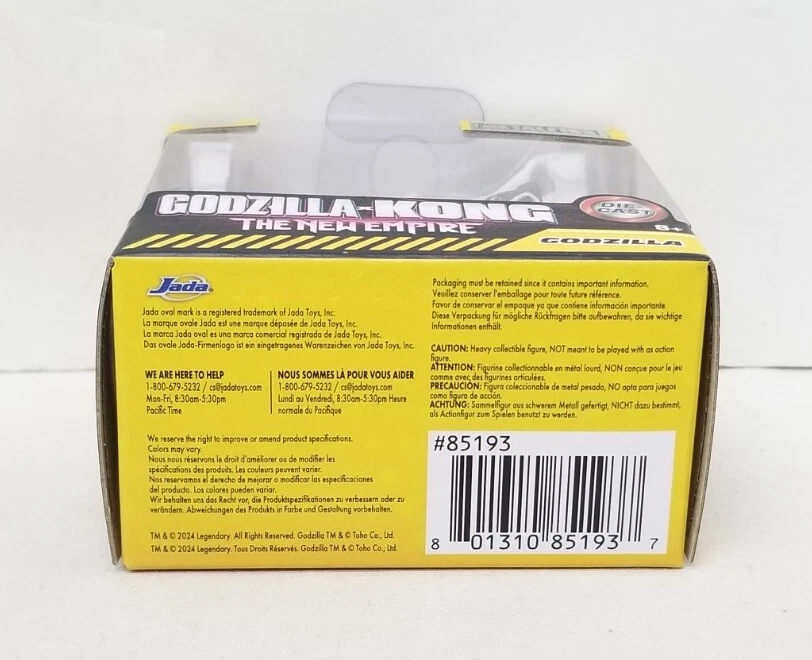 GODZILLA × KONG
THE NEW EMPIRE
DIE-
CAST
8+
GODZILLA
Jada
Jada oval mark is a registered trademark of Jada Toys, Inc.
La marque ovale Jada est une marque déposée de Jada Toys, Inc.
La marca Jada oval es una marca comercial registrada de Jada Toys, Inc.
Das ovale Jada-Firmenlogo ist ein eingetragenes Warenzeichen von Jada Toys, Inc.
WE ARE HERE TO HELP
1-800-679-5232 / cs@jadatoys.com
Mon-Fri, 8:30am-5:30pm
Pacific Time
NOUS SOMMES LÀ POUR VOUS AIDER
1-800-679-5232 / cs@jadatoys.com
Lundi au Vendredi, 8:30am-5:30pm Heure
normale du Pacifique
We reserve the right to improve or amend product specifications.
Colors may vary.
Nous nous réservons le droit d'améliorer ou de modifier les
spécifications des produits. Les couleurs peuvent varier.
Nos reservamos el derecho de mejorar o modificar las especificaciones
del producto. Los colores pueden variar.
Wir behalten uns das Recht vor, die Produktspezifikationen zu verbessern oder zu
verändern. Abweichungen des Produkts in Farbe und Gestaltung vorbehalten.
TM & © 2024 Legendary. All Rights Reserved. Godzilla TM & © Toho Co., Ltd.
TM & © 2024 Legendary. Tous Droits Réservés. Godzilla TM & © Toho Co., Ltd.
Packaging must be retained since it contains important information.
Veuillez conserver l'emballage pour toute future référence.
Favor de conservar el empaque ya que contiene información importante.
Diese Verpackung für mögliche Rückfragen bitte aufbewahren, da sie wichtige
Informationen enthält.
CAUTION: Heavy collectible figure, NOT meant to be played with as action
figure.
ATTENTION: Figurine collectionnable en métal lourd, NON conçue pour le jeu
comme avec des figurines articulées.
PRECAUCIÓN: Figura coleccionable de metal pesado, NO apta para juegos
como figura de acción.
ACHTUNG: Sammelfigur aus schwerem Metall gefertigt, NICHT dazu bestimmt,
als Actionfigur zum Spielen benutzt zu werden.
#85193
8 01310 85193 7